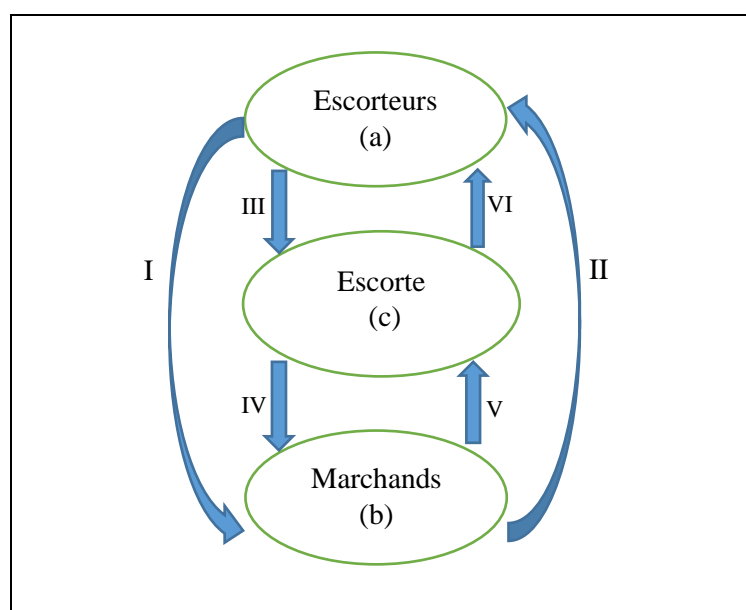 Escorteurs
(a)
III
VI
I
Escorte
(c)
II
IV
V
Marchands
(b)